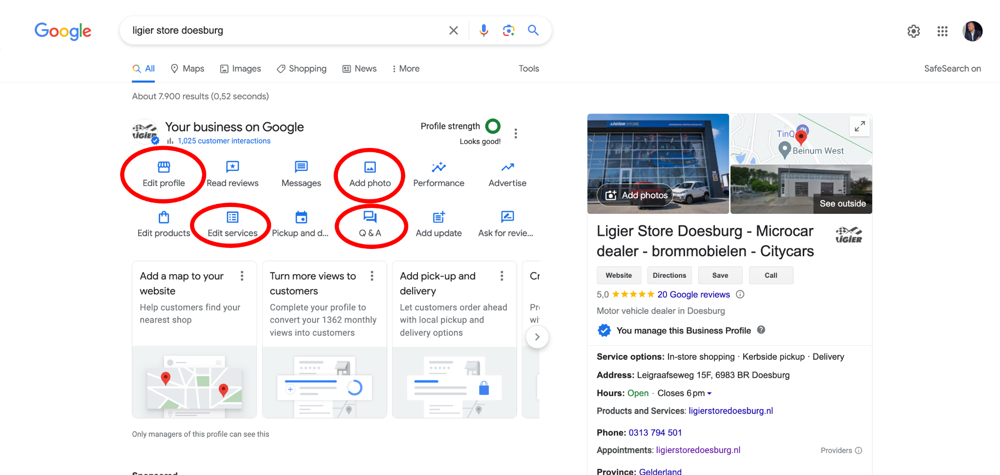 Google
ligier store doesburg
All
Maps
Images
Shopping
News
More
Tools
SafeSearch on
About 7.900 results (0,52 seconds)
LIGIER
Your business on Google
1,025 customer interactions
Profile strength
Looks good!
Edit profile
Read reviews
Messages
Add photo
Performance
Advertise
Edit products
Edit services
Pickup and d...
Q & A
Add update
Ask for revie...
Add a map to your
website
Help customers find your
nearest shop
Turn more views to
customers
Complete your profile to
convert your 1362 monthly
views into customers
Add pick-up and
delivery
Let customers order ahead
with local pickup and
delivery options
Cr
Pr
wi
Only managers of this profile can see this
Sponsored
LIGIER STORE
TinQ
Beinum West
Add photos
See outside
Ligier Store Doesburg - Microcar
dealer - brommobielen - Citycars
LIGIER
Website
Directions
Save
Call
5,0
20 Google reviews
Motor vehicle dealer in Doesburg
You manage this Business Profile
Service options: In-store shopping · Kerbside pickup · Delivery
Address: Leigraafseweg 15F, 6983 BR Doesburg
Hours: Open · Closes 6 pm
Products and Services: ligierstoredoesburg.nl
Phone: 0313 794 501
Appointments: ligierstoredoesburg.nl
Providers
Province: Gelderland